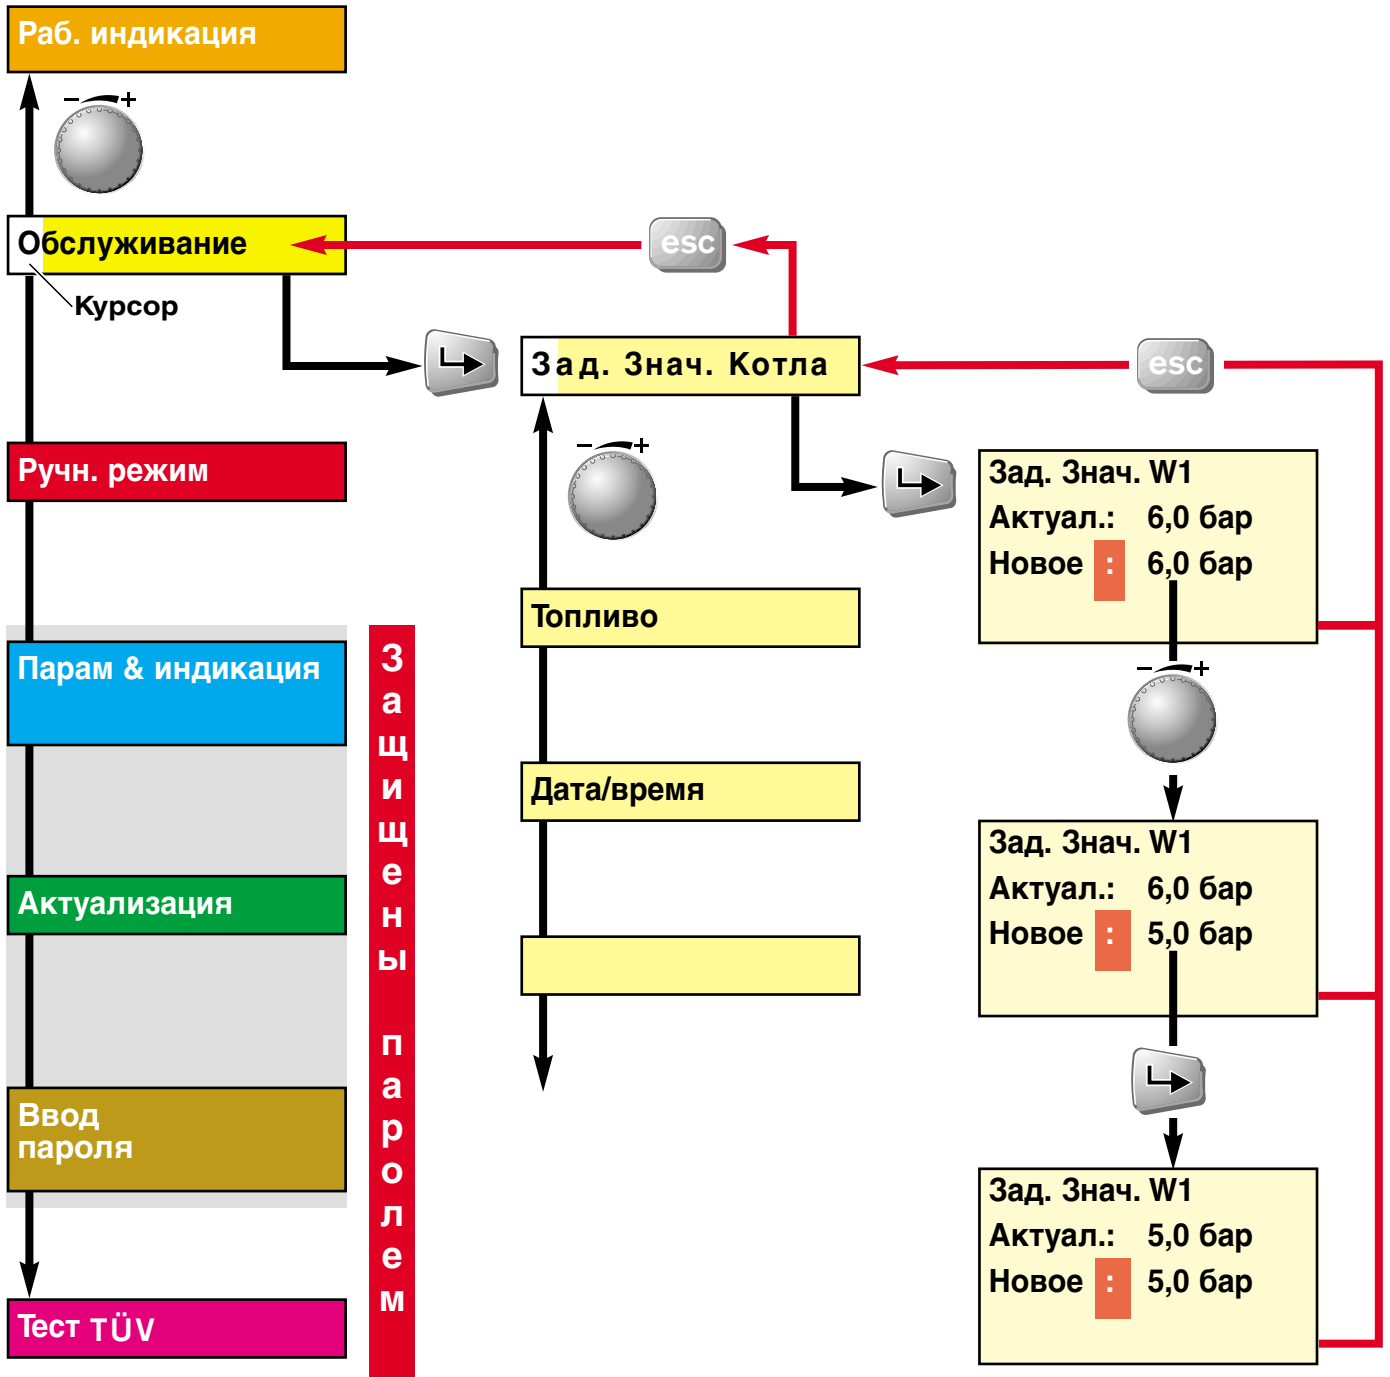 Раб. индикация
− +
Обслуживание
esc
Курсор
Зад. Знач. Котла
esc
− +
Ручн. режим
Зад. Знач. W1
Актуал.: 6,0 бар
Новое : 6,0 бар
Топливо
Защищены паролем
Парам & индикация
− +
Дата/время
Зад. Знач. W1
Актуал.: 6,0 бар
Новое : 5,0 бар
Актуализация
Ввод
пароля
Зад. Знач. W1
Актуал.: 5,0 бар
Новое : 5,0 бар
Тест TÜV